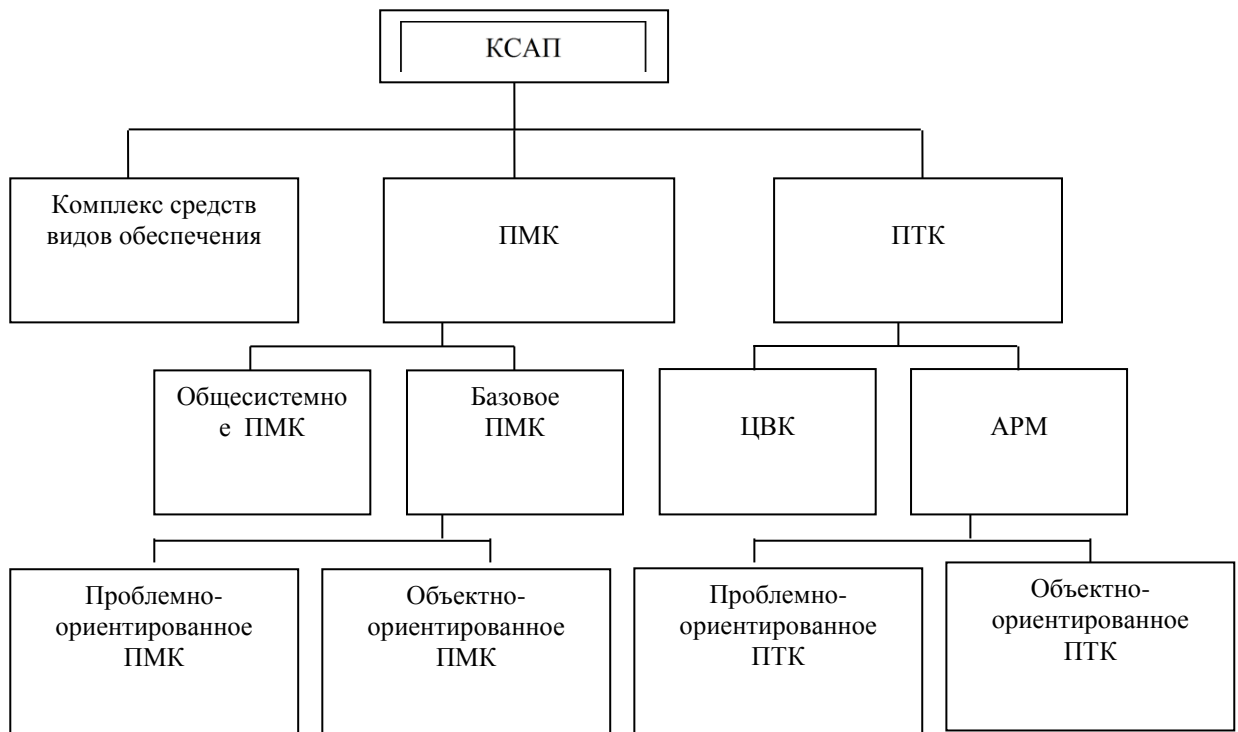 КСАП
Комплекс средств
видов обеспечения
ПМК
ПТК
Общесистемно
е ПМК
Базовое
ПМК
ЦВК
АРМ
Проблемно-
ориентированное
ПМК
Объектно-
ориентированное
ПМК
Проблемно-
ориентированное
ПТК
Объектно-
ориентированное
ПТК